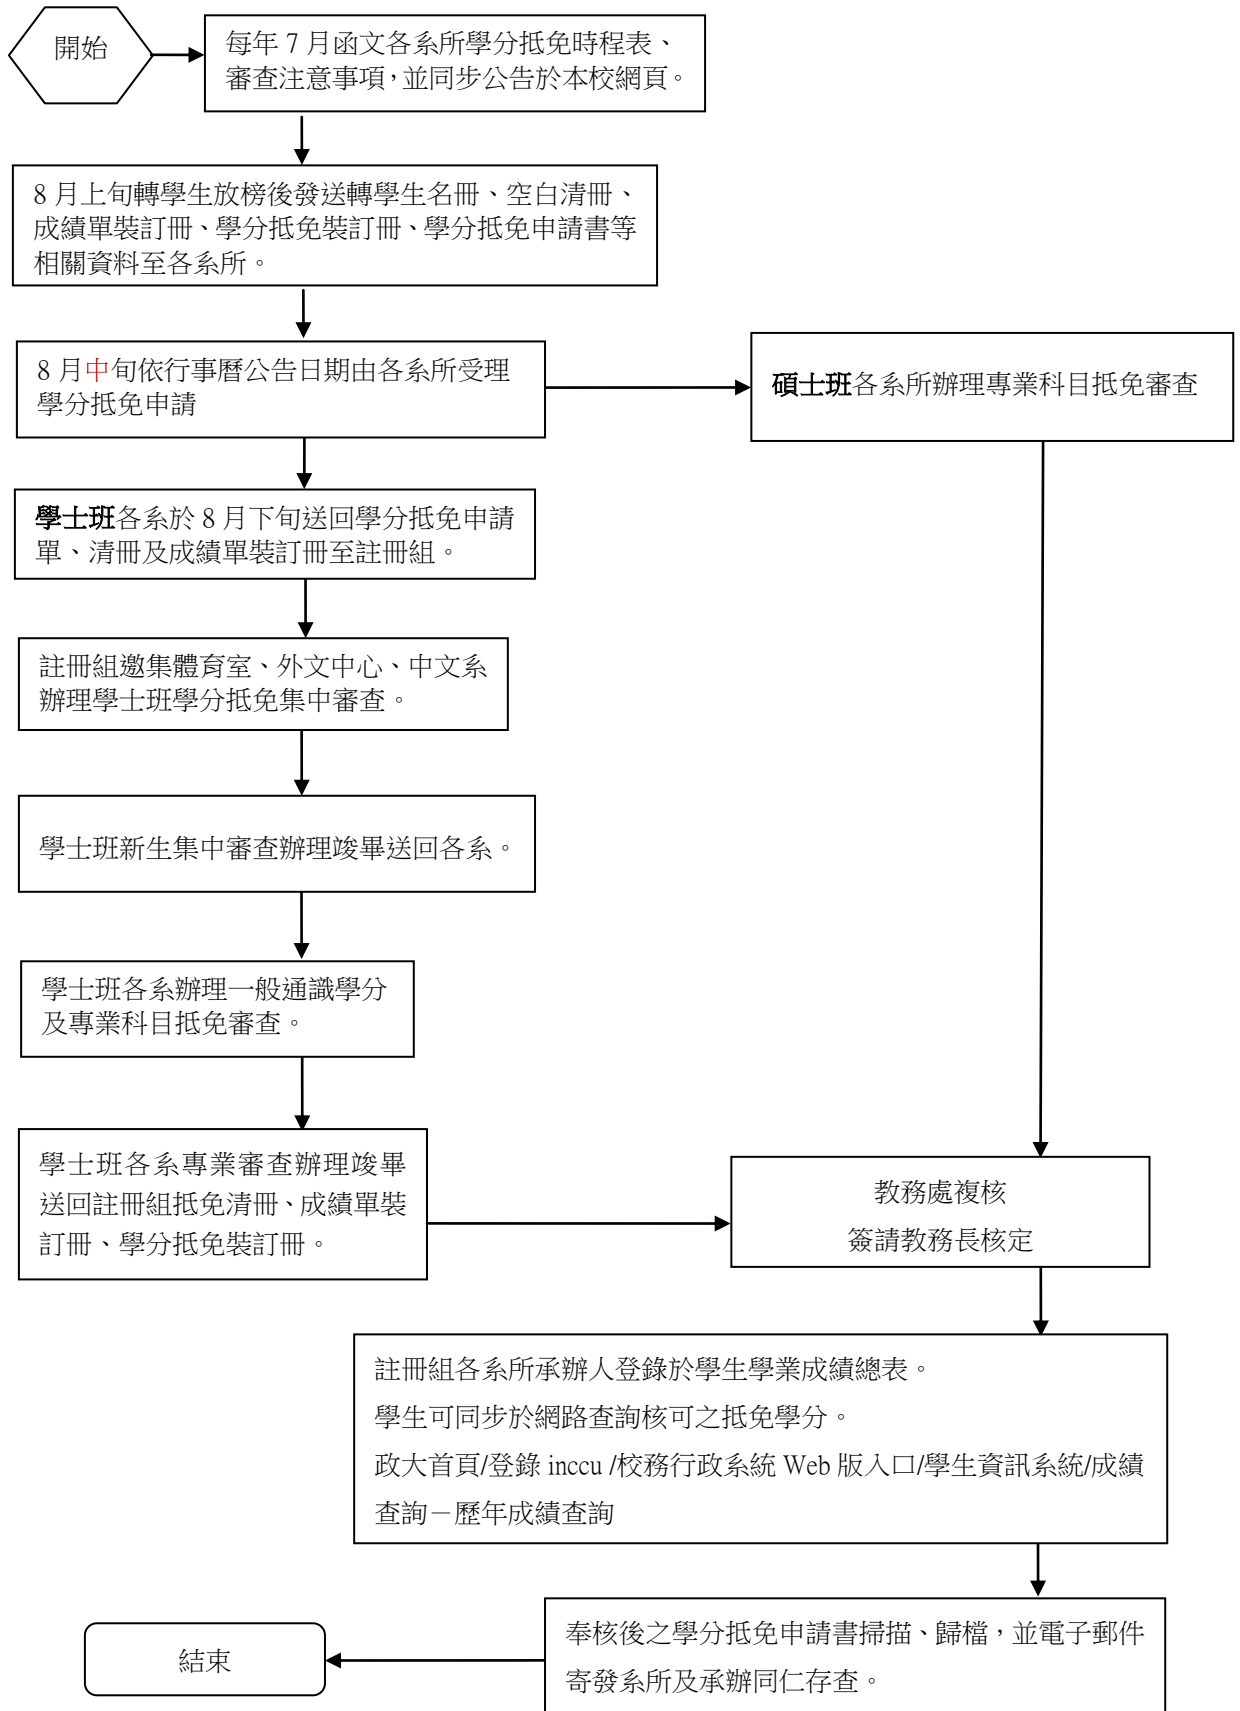 開始
每年 7 月函文各系所學分抵免時程表、
審查注意事項，並同步公告於本校網頁。
8 月上旬轉學生放榜後發送轉學生名冊、空白清冊、
成績單裝訂冊、學分抵免裝訂冊、學分抵免申請書等
相關資料至各系所。
8 月中旬依行事曆公告日期由各系所受理
學分抵免申請
碩士班各系所辦理專業科目抵免審查
學士班各系於 8 月下旬送回學分抵免申請
單、清冊及成績單裝訂冊至註冊組。
註冊組邀集體育室、外文中心、中文系
辦理學士班學分抵免集中審查。
學士班新生集中審查辦理竣畢送回各系。
學士班各系辦理一般通識學分
及專業科目抵免審查。
學士班各系專業審查辦理竣畢
送回註冊組抵免清冊、成績單裝
訂冊、學分抵免裝訂冊。
教務處複核
簽請教務長核定
註冊組各系所承辦人登錄於學生學業成績總表。
學生可同步於網路查詢核可之抵免學分。
政大首頁/登錄 inccu /校務行政系統 Web 版入口/學生資訊系統/成績
查詢－歷年成績查詢
奉核後之學分抵免申請書掃描、歸檔，並電子郵件
寄發系所及承辦同仁存查。
結束